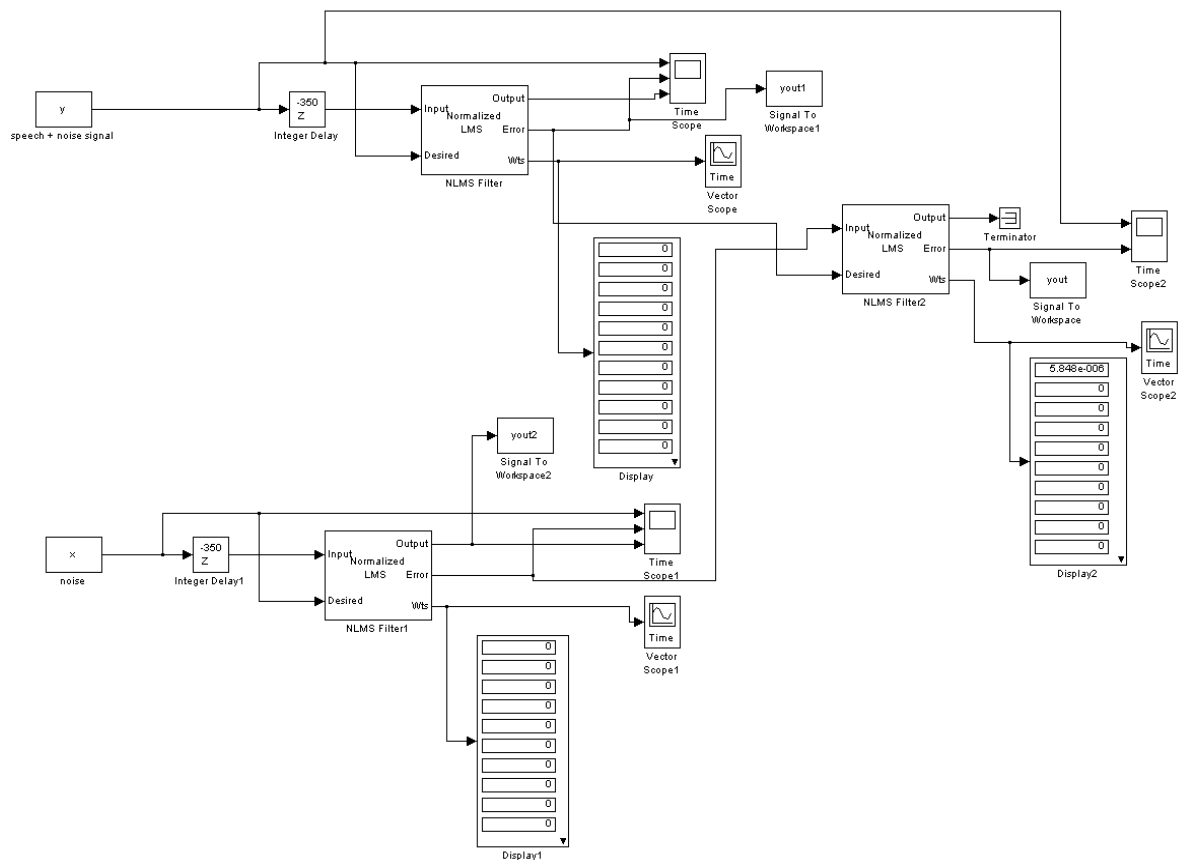 y
speech + noise signal
-350
Z
Integer Delay
Input
Normalized
LMS
Desired
Output
Error
Wts
NLMS Filter
Time
Scope
yout1
Signal To
Workspace1
Time
Vector
Scope
0
0
0
0
0
0
0
0
0
0
0
Display
Input
Normalized
LMS
Desired
Output
Error
Wts
NLMS Filter2
Terminator
yout
Signal To
Workspace
Time
Scope2
Time
Vector
Scope2
5.848e-006
0
0
0
0
0
0
0
0
0
Display2
yout2
Signal To
Workspace2
x
noise
-350
Z
Integer Delay1
Input
Normalized
LMS
Desired
Output
Error
Wts
NLMS Filter1
Time
Scope1
Time
Vector
Scope1
0
0
0
0
0
0
0
0
0
0
Display1